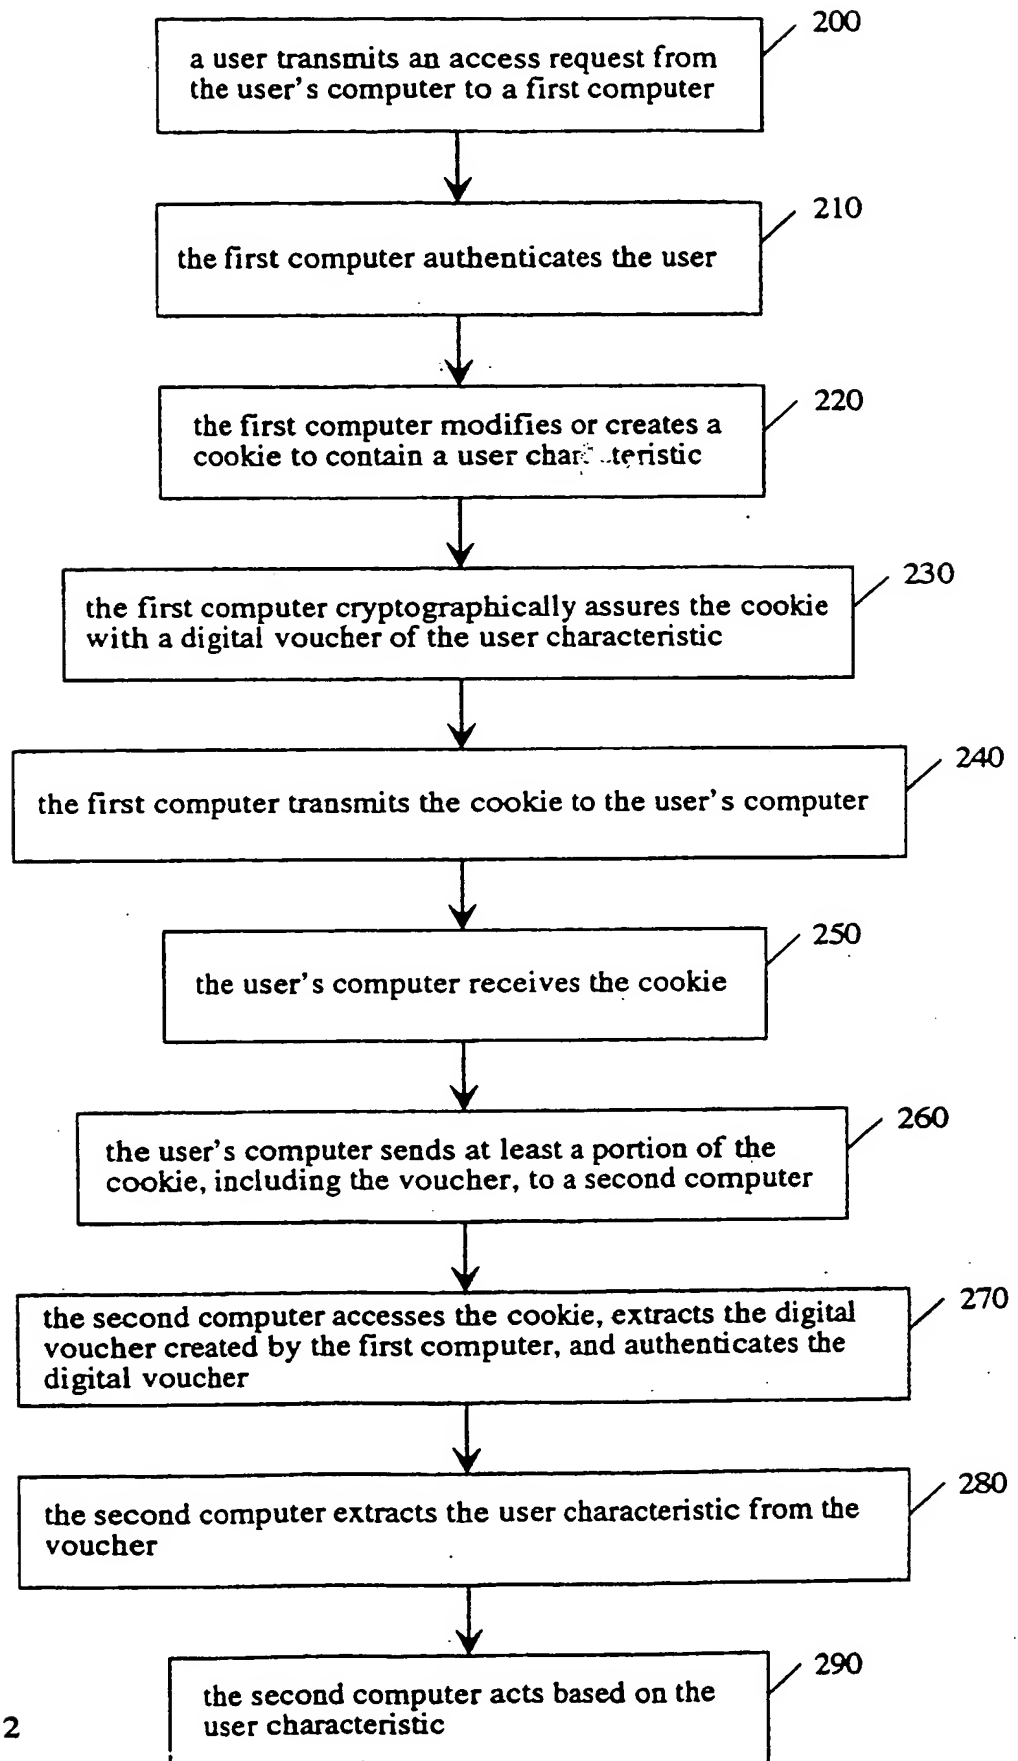 200
a user transmits an access request from
the user's computer to a first computer
210
the first computer authenticates the user
220
the first computer modifies or creates a
cookie to contain a user
230
the first computer cryptographically assures the cookie
with a digital voucher of the user characteristic
240
the first computer transmits the cookie to the user's computer
250
the user's computer receives the cookie
260
the user's computer sends at least a portion of the
cookie, including the voucher, to a second computer
270
the second computer accesses the cookie, extracts the digital
voucher created by the first computer, and authenticates the
digital voucher
280
the second computer extracts the user characteristic from the
voucher
290
the second computer acts based on the
user characteristic
2